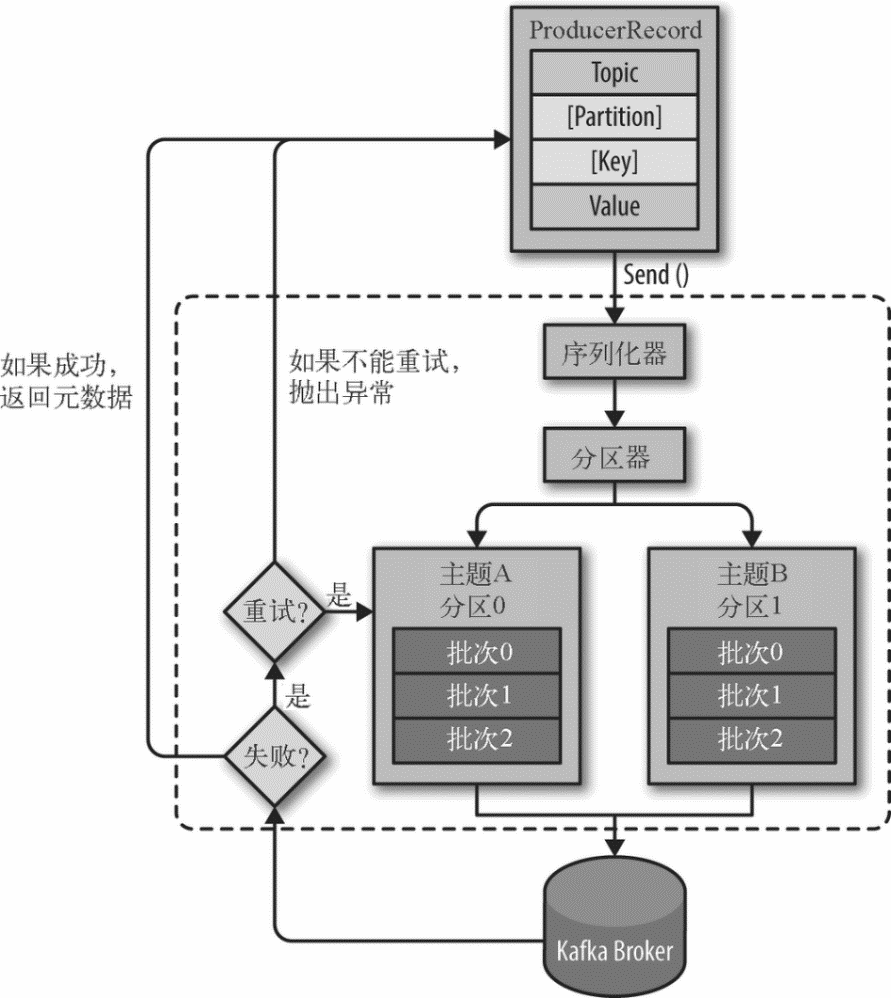 ProducerRecord
Topic
[Partition]
[Key]
Value
Send ()
如果成功，
返回元数据
如果不能重试，
抛出异常
序列化器
分区器
主题A
分区0
批次0
批次1
批次2
主题B
分区1
批次0
批次1
批次2
重试?
是
是
失败?
Kafka Broker